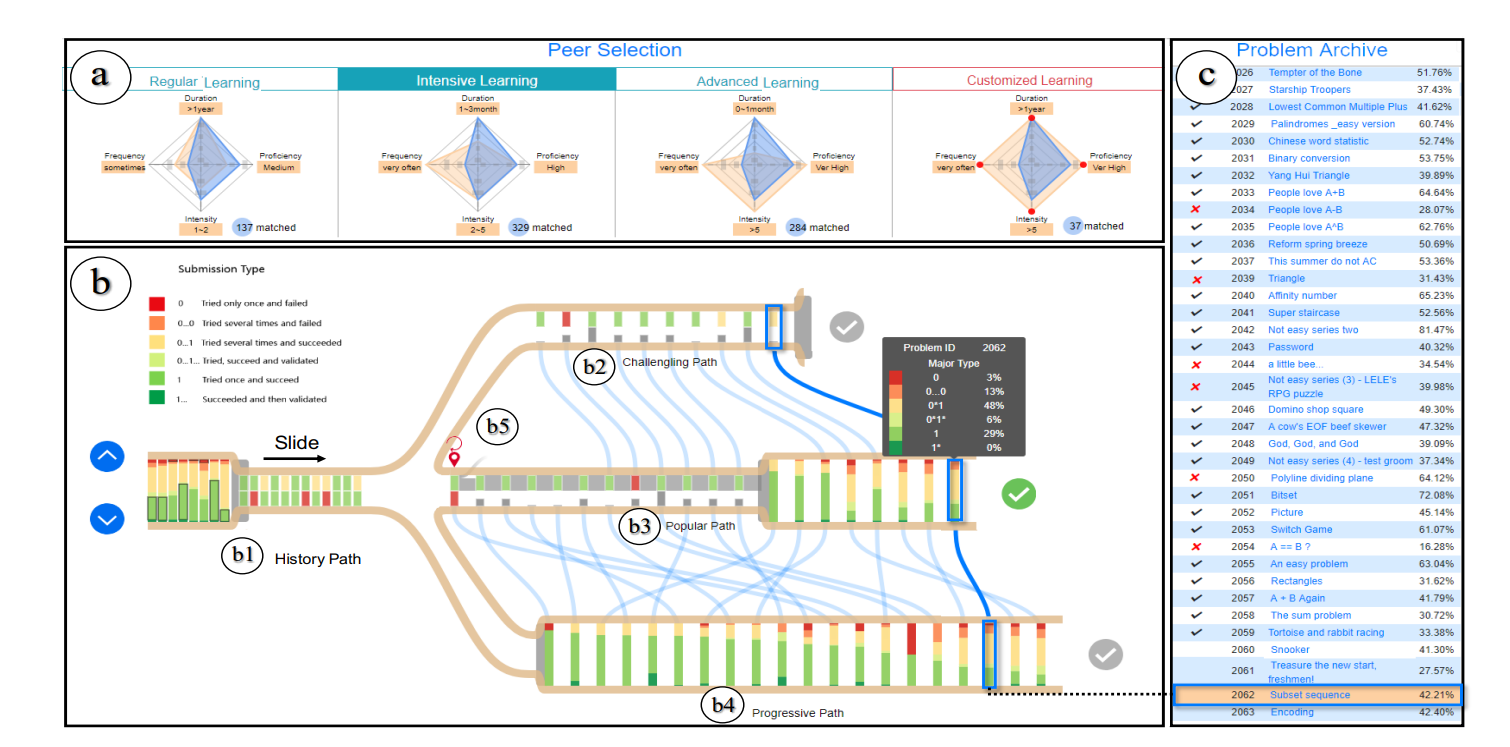 Peer Selection
a
Regular Learning
Duration
>1year
Frequency
sometimes
Proficiency
Medium
Intensity
1~2
137 matched
Intensive Learning
Duration
1~3month
Frequency
very often
Proficiency
High
Intensity
2~5
329 matched
Advanced Learning
Duration
0~1month
Frequency
very often
Proficiency
Ver High
Intensity
>5
284 matched
Customized Learning
Duration
>1year
Frequency
very often
Proficiency
Ver High
Intensity
>5
37 matched
b
Submission Type
0 Tried only once and failed
0...0 Tried several times and failed
0...1 Tried several times and succeeded
0...1... Tried, succeed and validated
1 Tried once and succeed
1... Succeeded and then validated
Slide
b1
History Path
b2
Challengling Path
b5
b3
Popular Path
b4
Progressive Path
Problem ID 2062
Major Type
0 3%
0...0 13%
0*1 48%
0*1* 6%
1 29%
1* 0%
Problem Archive
c
2026 Tempter of the Bone 51.76%
2027 Starship Troopers 37.43%
2028 Lowest Common Multiple Plus 41.62%
2029 Palindromes _easy version 60.74%
2030 Chinese word statistic 52.74%
2031 Binary conversion 53.75%
2032 Yang Hui Triangle 39.89%
2033 People love A+B 64.64%
2034 People love A-B 28.07%
2035 People love A^B 62.76%
2036 Reform spring breeze 50.69%
2037 This summer do not AC 53.36%
2039 Triangle 31.43%
2040 Affinity number 65.23%
2041 Super staircase 52.56%
2042 Not easy series two 81.47%
2043 Password 40.32%
2044 a little bee... 34.54%
2045 Not easy series (3) - LELE's
RPG puzzle 39.98%
2046 Domino shop square 49.30%
2047 A cow's EOF beef skewer 47.32%
2048 God, God, and God 39.09%
2049 Not easy series (4) - test groom 37.34%
2050 Polyline dividing plane 64.12%
2051 Bitset 72.08%
2052 Picture 45.14%
2053 Switch Game 61.07%
2054 A == B ? 16.28%
2055 An easy problem 63.04%
2056 Rectangles 31.62%
2057 A + B Again 41.79%
2058 The sum problem 30.72%
2059 Tortoise and rabbit racing 33.38%
2060 Snooker 41.30%
2061 Treasure the new start,
freshmen! 27.57%
2062 Subset sequence 42.21%
2063 Encoding 42.40%